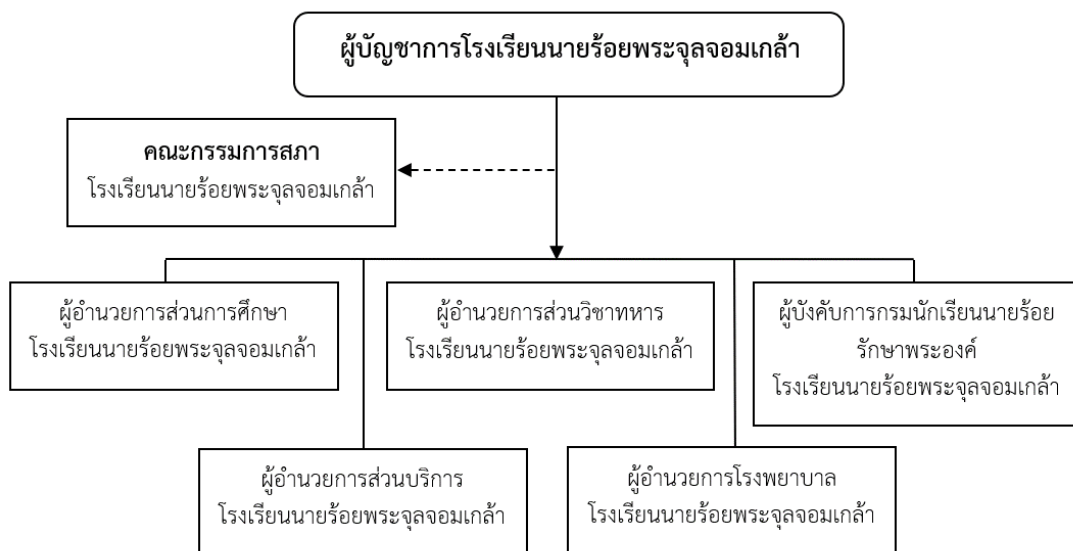 ผู้บัญชาการโรงเรียนนายร้อยพระจุลจอมเกล้า
คณะกรรมการสภา
โรงเรียนนายร้อยพระจุลจอมเกล้า
ผู้อำนวยการส่วนการศึกษา
โรงเรียนนายร้อยพระจุลจอมเกล้า
ผู้อำนวยการส่วนวิชาทหาร
โรงเรียนนายร้อยพระจุลจอมเกล้า
ผู้บังคับการกรมนักเรียนนายร้อย
รักษาพระองค์
โรงเรียนนายร้อยพระจุลจอมเกล้า
ผู้อำนวยการส่วนบริการ
โรงเรียนนายร้อยพระจุลจอมเกล้า
ผู้อำนวยการโรงพยาบาล
โรงเรียนนายร้อยพระจุลจอมเกล้า